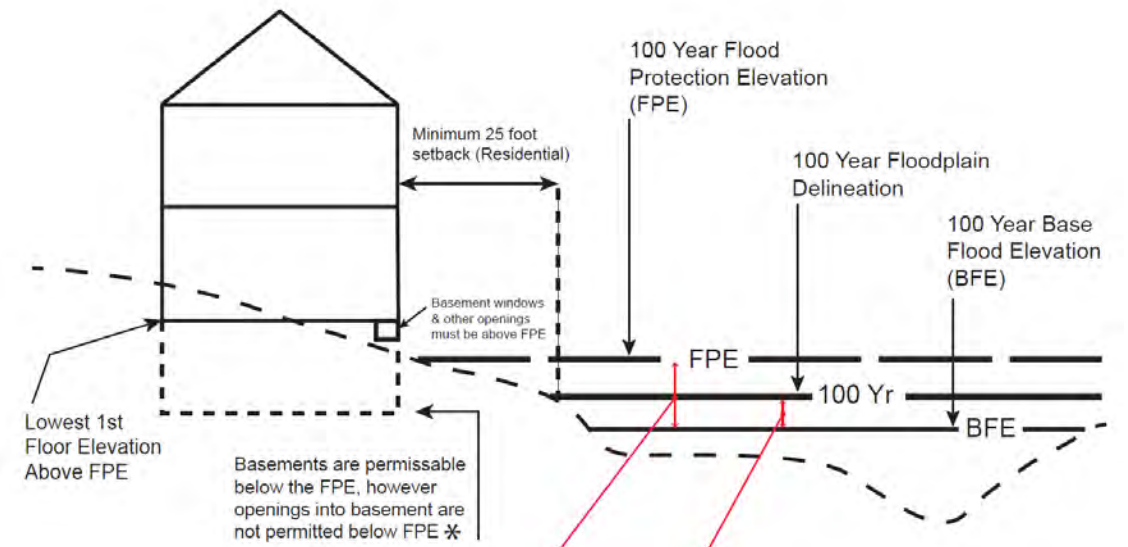 100 Year Flood
Protection Elevation
(FPE)
Minimum 25 foot
setback (Residential)
100 Year Floodplain
Delineation
100 Year Base
Flood Elevation
(BFE)
Basement windows
& other openings
must be above FPE
FPE
100 Yr
BFE
Lowest 1st
Floor Elevation
Above FPE
Basements are permissable
below the FPE, however
openings into basement are
not permitted below FPE *